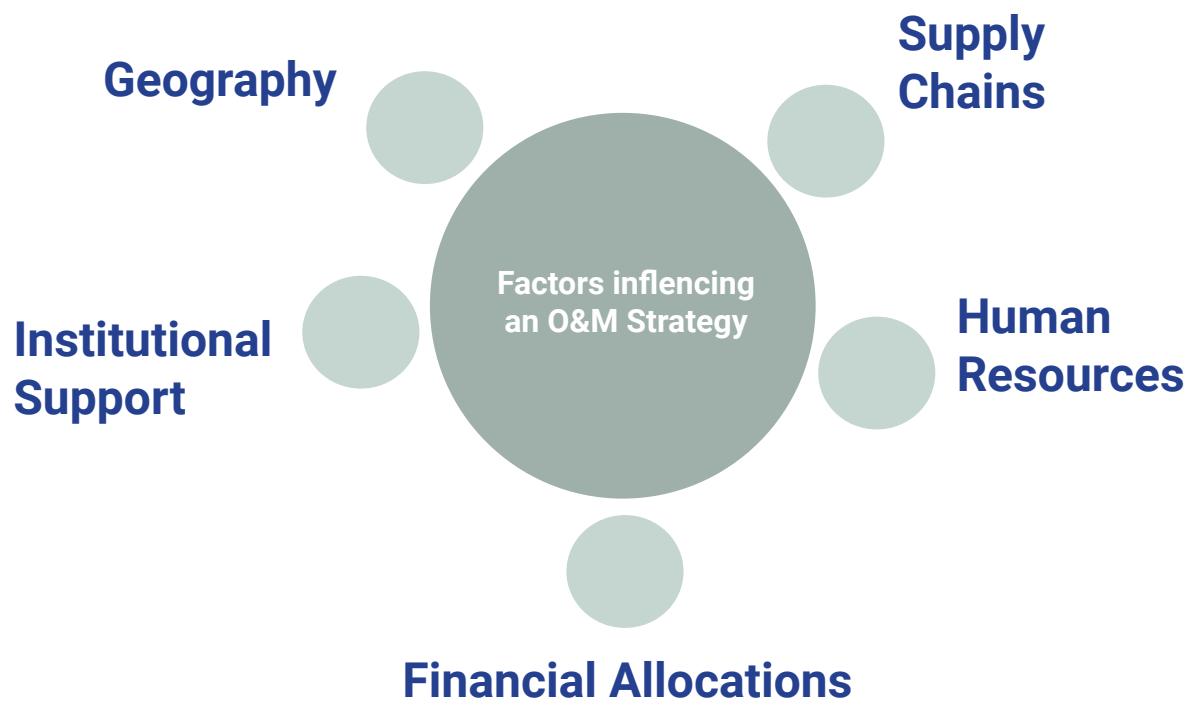 Geography
Supply
Chains
Factors inflencing
an O&M Strategy
Institutional
Support
Human
Resources
Financial Allocations